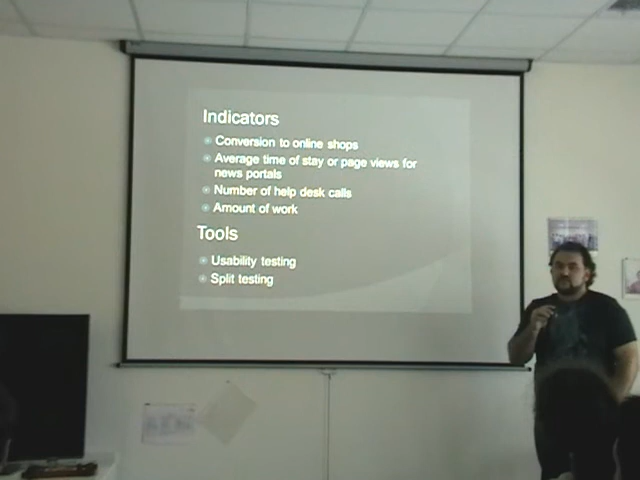 Indicators
Conversion to online shops
Average time of stay or page views for
news portals
Number of help desk calls
Amount of work
Tools
Usability testing
Split testing